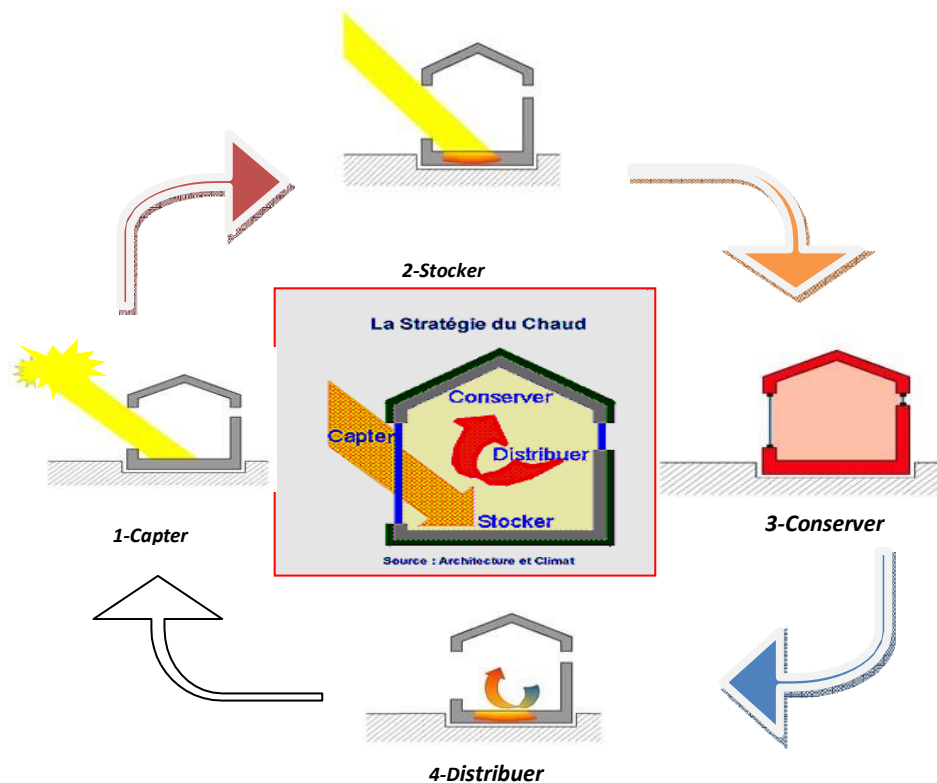 2-Stocker
La Stratégie du Chaud
Conserver
Capter
Distribuer
Stocker
Source : Architecture et Climat
1-Capter
3-Conserver
4-Distribuer